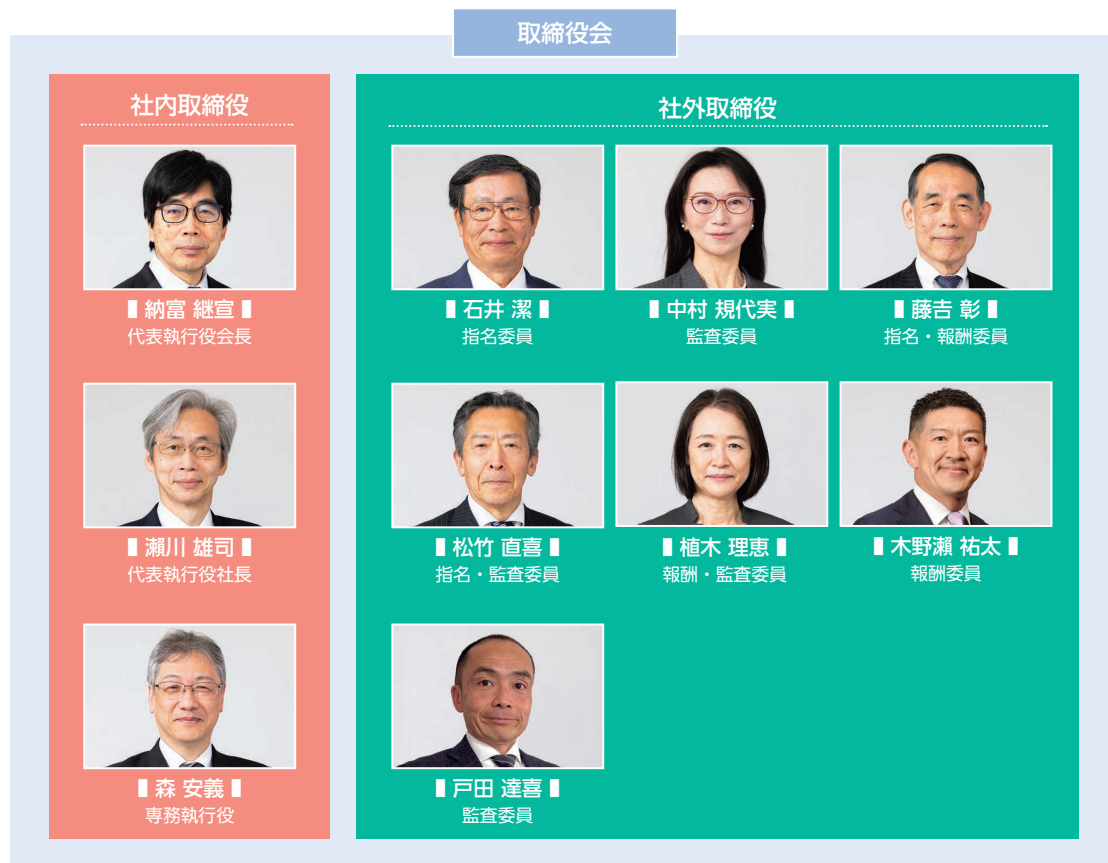 取締役会
社内取締役
納富 継宣
代表執行役会長
瀬川 雄司
代表執行役社長
森 安義
専務執行役
社外取締役
石井 潔
指名委員
中村 規代実
監査委員
藤𠮷 彰
指名・報酬委員
松竹 直喜
指名・監査委員
植木 理恵
報酬・監査委員
木野瀨 祐太
報酬委員
戸田 達喜
監査委員